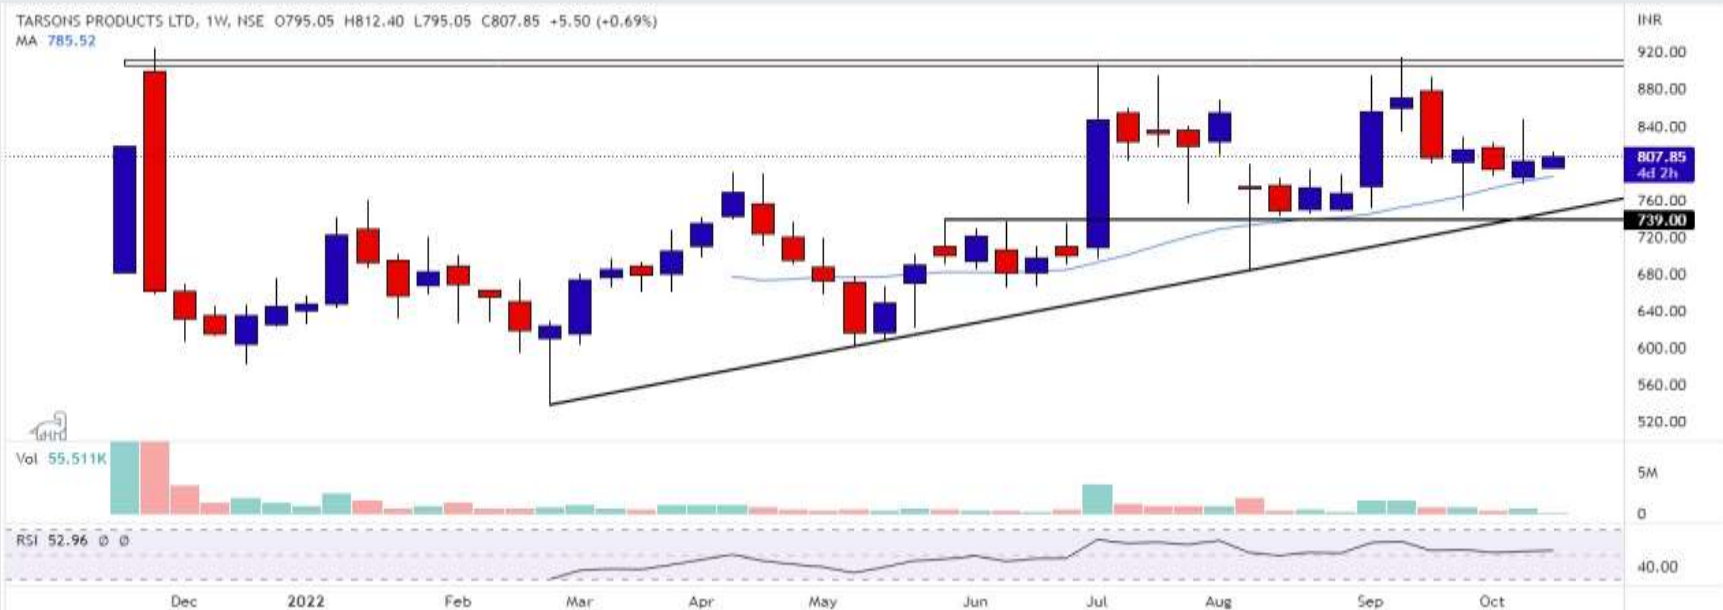 TARSONS PRODUCTS LTD, 1W, NSE O795.05 H812.40 L795.05 C807.85 +5.50 (+0.69%)
INR
MA 785.52
920.00
880.00
840.00
807.85
4d 2h
760.00
739.00
720.00
680.00
640.00
600.00
560.00
520.00
Vol 55.511K
5M
0
RSI 52.96 Ø Ø
40.00
Dec 2022 Feb Mar Apr May Jun Jul Aug Sep Oct